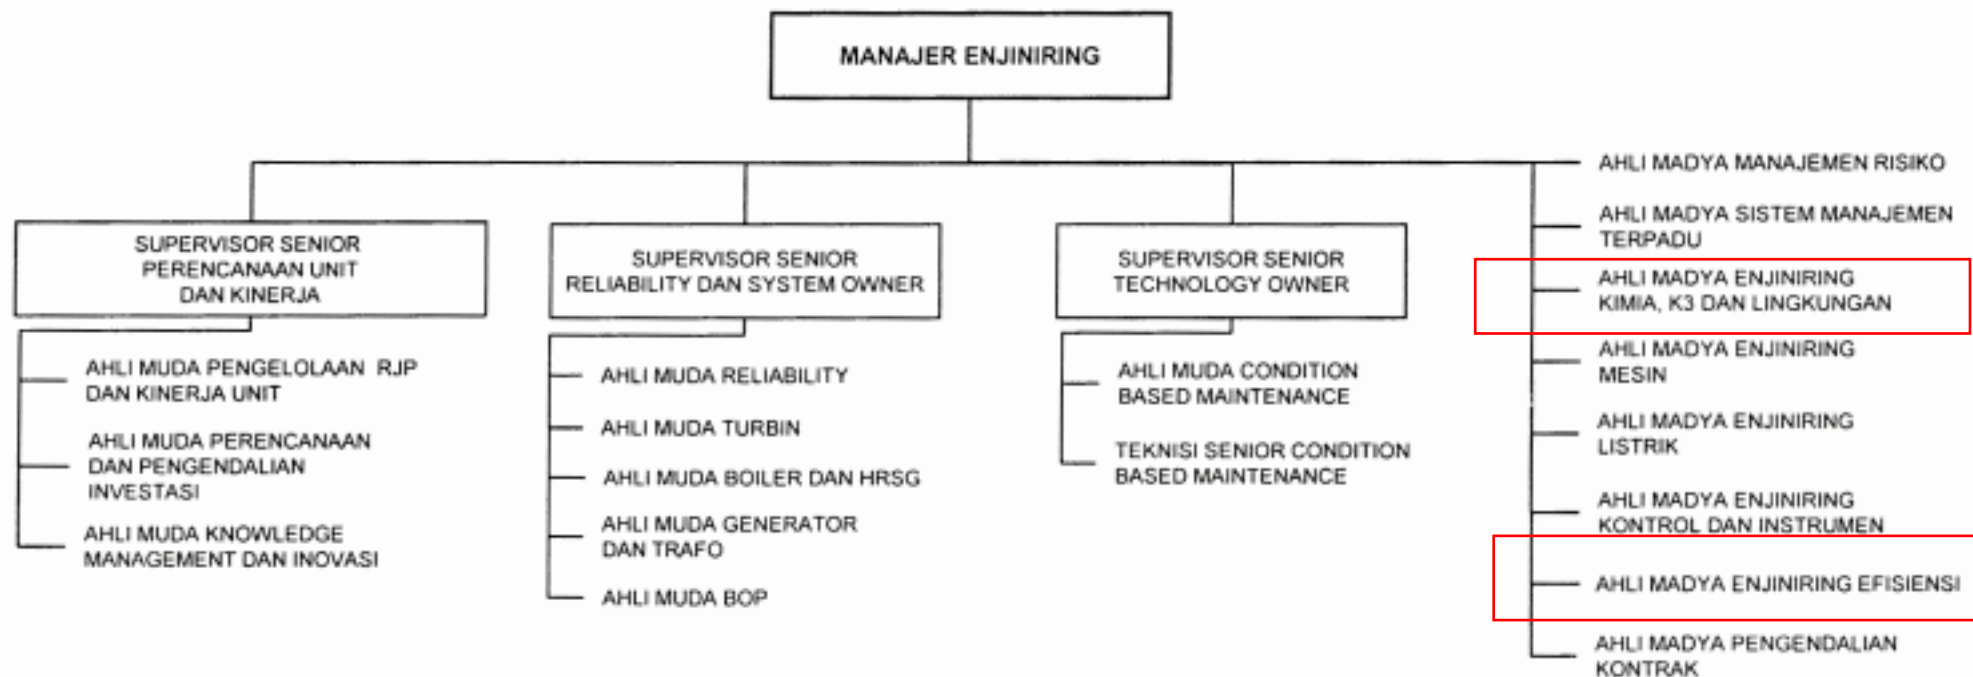 MANAJER ENJINIRING
SUPERVISOR SENIOR
PERENCANAAN UNIT
DAN KINERJA
AHLI MUDA PENGELOLAAN RJP
DAN KINERJA UNIT
AHLI MUDA PERENCANAAN
DAN PENGENDALIAN
INVESTASI
AHLI MUDA KNOWLEDGE
MANAGEMENT DAN INOVASI
SUPERVISOR SENIOR
RELIABILITY DAN SYSTEM OWNER
AHLI MUDA RELIABILITY
AHLI MUDA TURBIN
AHLI MUDA BOILER DAN HRSG
AHLI MUDA GENERATOR
DAN TRAFO
AHLI MUDA BOP
SUPERVISOR SENIOR
TECHNOLOGY OWNER
AHLI MUDA CONDITION
BASED MAINTENANCE
TEKNISI SENIOR CONDITION
BASED MAINTENANCE
AHLI MADYA MANAJEMEN RISIKO
AHLI MADYA SISTEM MANAJEMEN
TERPADU
AHLI MADYA ENJINIRING
KIMIA, K3 DAN LINGKUNGAN
AHLI MADYA ENJINIRING
MESIN
AHLI MADYA ENJINIRING
LISTRIK
AHLI MADYA ENJINIRING
KONTROL DAN INSTRUMEN
AHLI MADYA ENJINIRING EFISIENSI
AHLI MADYA PENGENDALIAN
KONTRAK